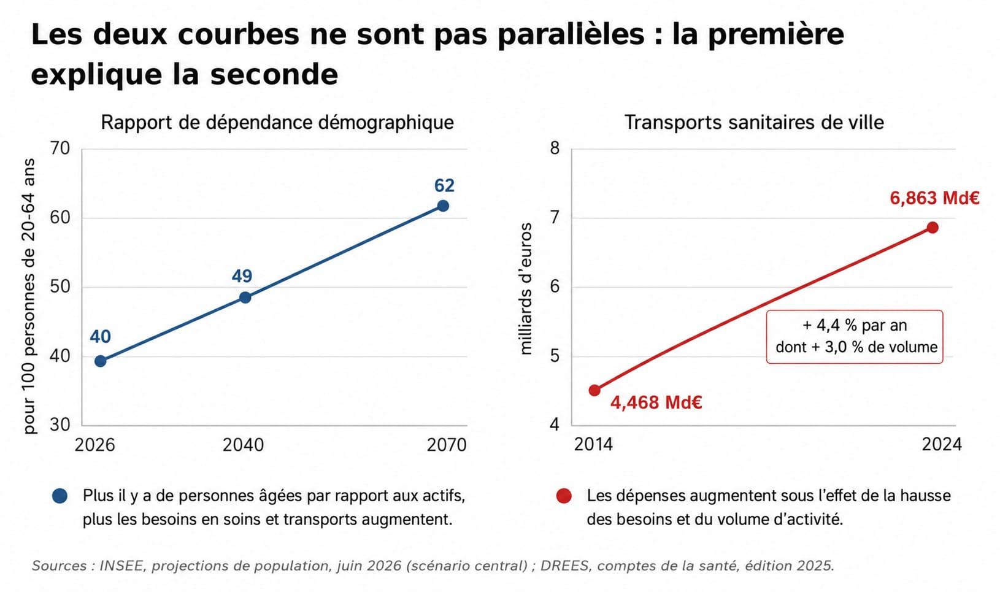 Les deux courbes ne sont pas parallèles : la première
explique la seconde
Rapport de dépendance démographique
pour 100 personnes de 20-64 ans
70
60
50
40
30
40
49
62
2026
2040
2070
Plus il y a de personnes âgées par rapport aux actifs,
plus les besoins en soins et transports augmentent.
Transports sanitaires de ville
milliards d’euros
8
7
6
5
4
6,863 Md€
+ 4,4 % par an
dont + 3,0 % de volume
4,468 Md€
2014
2024
Les dépenses augmentent sous l’effet de la hausse
des besoins et du volume d’activité.
Sources : INSEE, projections de population, juin 2026 (scénario central) ; DREES, comptes de la santé, édition 2025.